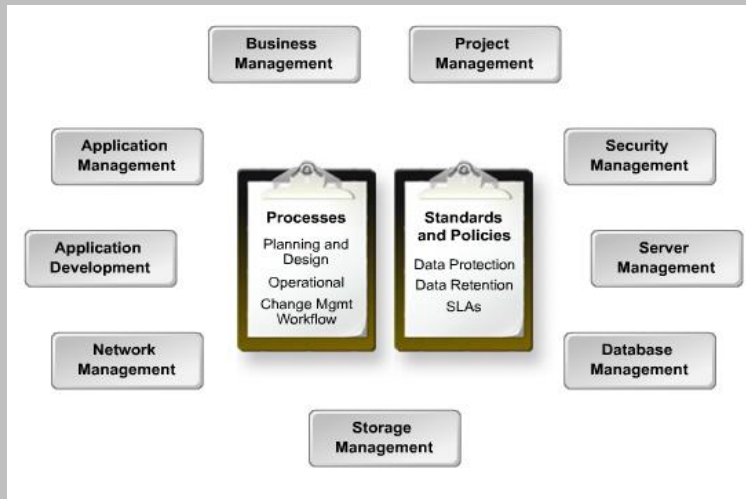 Business
Management
Project
Management
Application
Management
Security
Management
Processes
Planning and
Design
Operational
Change Mgmt
Workflow
Standards
and Policies
Data Protection
Data Retention
SLAs
Application
Development
Server
Management
Network
Management
Database
Management
Storage
Management